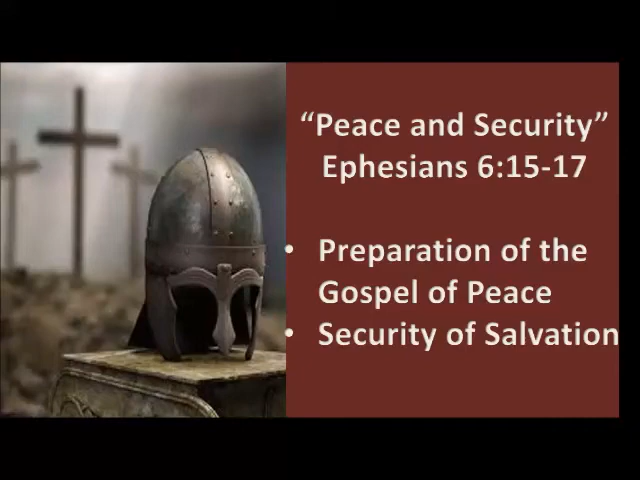 “Peace and Security”
Ephesians 6:15-17
• Preparation of the
Gospel of Peace
• Security of Salvation